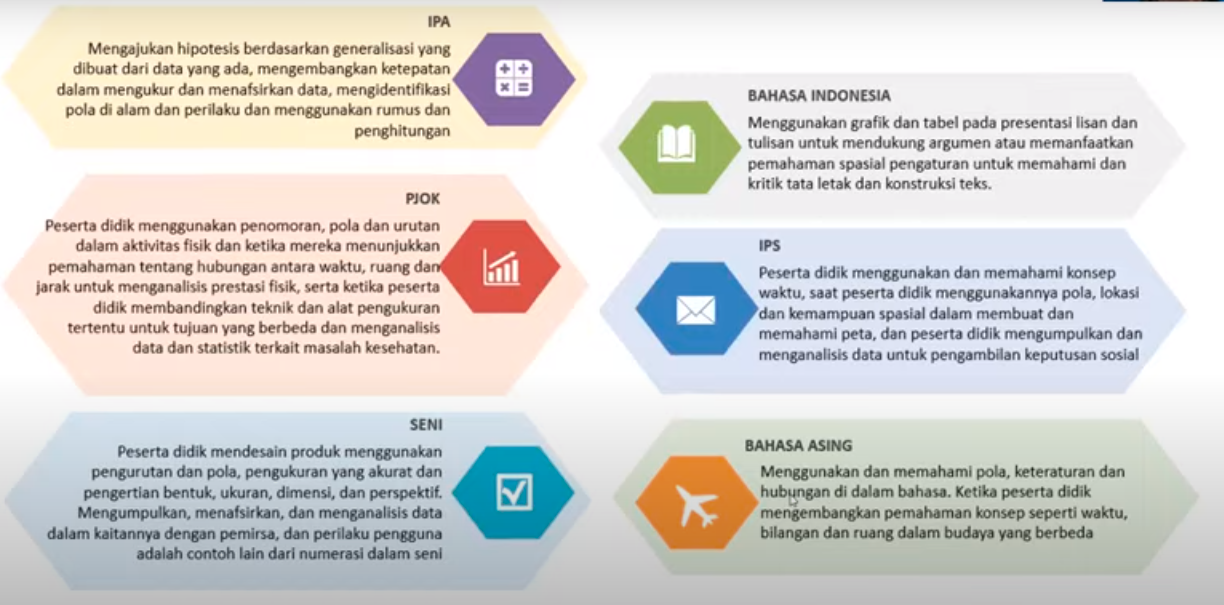 IPA
Mengajukan hipotesis berdasarkan generalisasi yang
dibuat dari data yang ada, mengembangkan ketepatan
dalam mengukur dan menafsirkan data, mengidentifikasi
pola di alam dan perilaku dan menggunakan rumus dan
penghitungan
PJOK
Peserta didik menggunakan penomoran, pola dan urutan
dalam aktivitas fisik dan ketika mereka menunjukkan
pemahaman tentang hubungan antara waktu, ruang dan
jarak untuk menganalisis prestasi fisik, serta ketika peserta
didik membandingkan teknik dan alat pengukuran
tertentu untuk tujuan yang berbeda dan menganalisis
data dan statistik terkait masalah kesehatan.
SENI
Peserta didik mendesain produk menggunakan
pengurutan dan pola, pengukuran yang akurat dan
pengertian bentuk, ukuran, dimensi, dan perspektif.
Mengumpulkan, menafsirkan, dan menganalisis data
dalam kaitannya dengan pemirsa, dan perilaku pengguna
adalah contoh lain dari numerasi dalam seni
BAHASA INDONESIA
Menggunakan grafik dan tabel pada presentasi lisan dan
tulisan untuk mendukung argumen atau memanfaatkan
pemahaman spasial pengaturan untuk memahami dan
kritik tata letak dan konstruksi teks.
IPS
Peserta didik menggunakan dan memahami konsep
waktu, saat peserta didik menggunakannya pola, lokasi
dan kemampuan spasial dalam membuat dan
memahami peta, dan peserta didik mengumpulkan dan
menganalisis data untuk pengambilan keputusan sosial
BAHASA ASING
Menggunakan dan memahami pola, keteraturan dan
hubungan di dalam bahasa. Ketika peserta didik
mengembangkan pemahaman konsep seperti waktu,
bilangan dan ruang dalam budaya yang berbeda